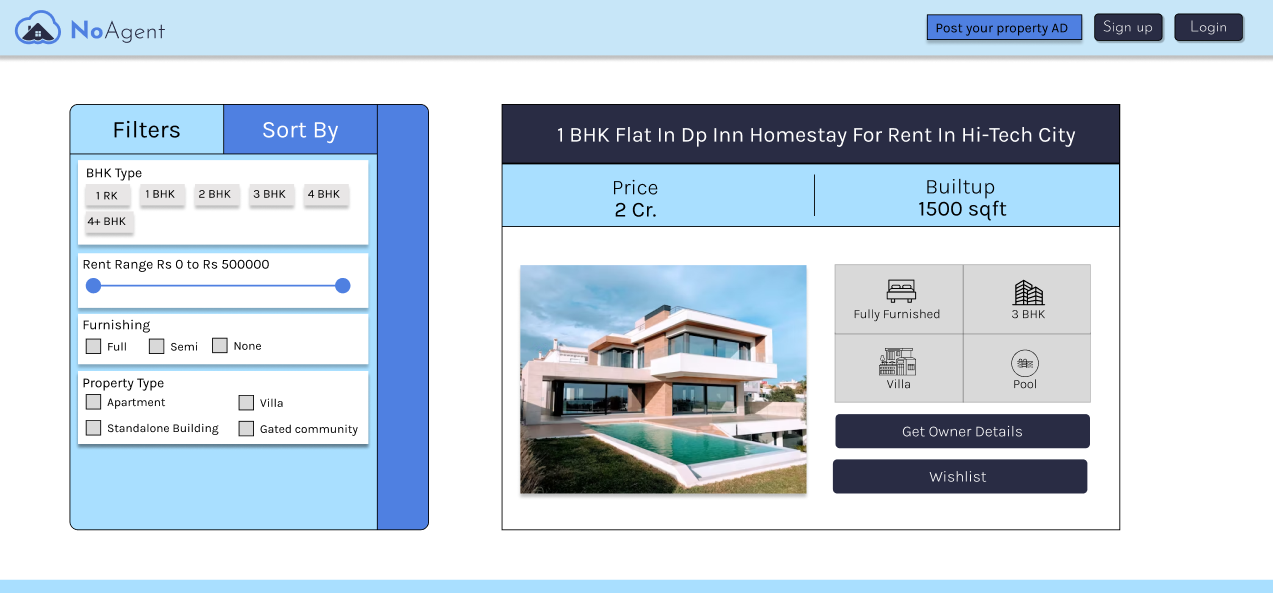 NoAgent
Post your property AD
Sign up
Login
Filters
Sort By
BHK Type
1 RK
1 BHK
2 BHK
3 BHK
4 BHK
4+ BHK
Rent Range Rs 0 to Rs 500000
Furnishing
Full
Semi
None
Property Type
Apartment
Villa
Standalone Building
Gated community
1 BHK Flat In Dp Inn Homestay For Rent In Hi-Tech City
Price
2 Cr.
Builtup
1500 sqft
Fully Furnished
3 BHK
Villa
Pool
Get Owner Details
Wishlist